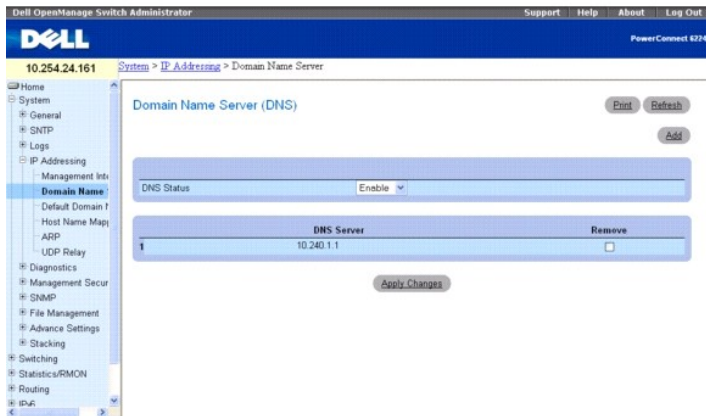 Dell OpenManage Switch Administrator
Support Help About Log Out
DELL
PowerConnect 6224
10.254.24.161
System > IP Addressing > Domain Name Server
Home
System
General
SNTP
Logs
IP Addressing
Management Inte
Domain Name
Default Domain N
Host Name Mapp
ARP
UDP Relay
Diagnostics
Management Secur
SNMP
File Management
Advance Settings
Stacking
Switching
Statistics/RMON
Routing
IPv6
Domain Name Server (DNS)
Print Refresh
Add
DNS Status Enable
DNS Server Remove
1 10.240.1.1
Apply Changes